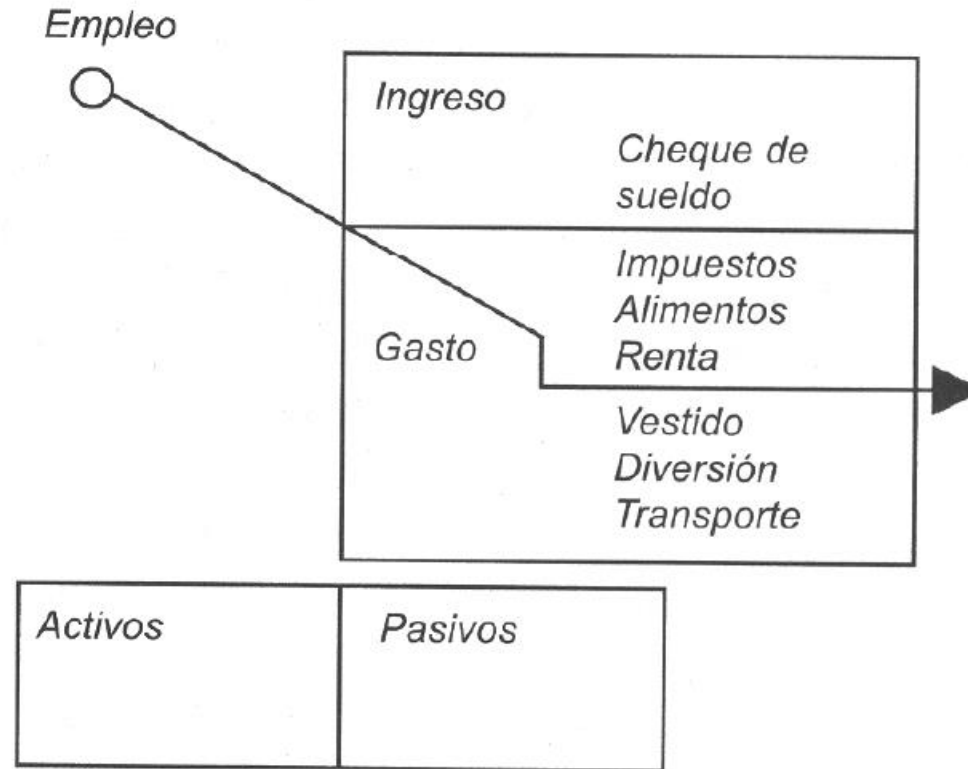 Empleo
Ingreso
Cheque de
sueldo
Impuestos
Alimentos
Gasto
Renta
Vestido
Diversión
Transporte
Activos
Pasivos